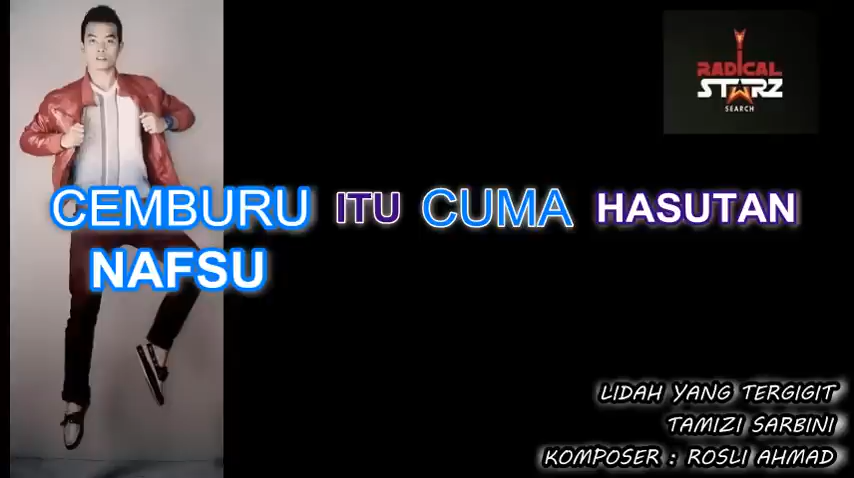 RADICAL
STARZ
SEARCH
CEMBURU ITU CUMA HASUTAN
NAFSU
LIDAH YANG TERGIGIT
TAMIZI SARBINI
KOMPOSER : ROSLI AHMAD